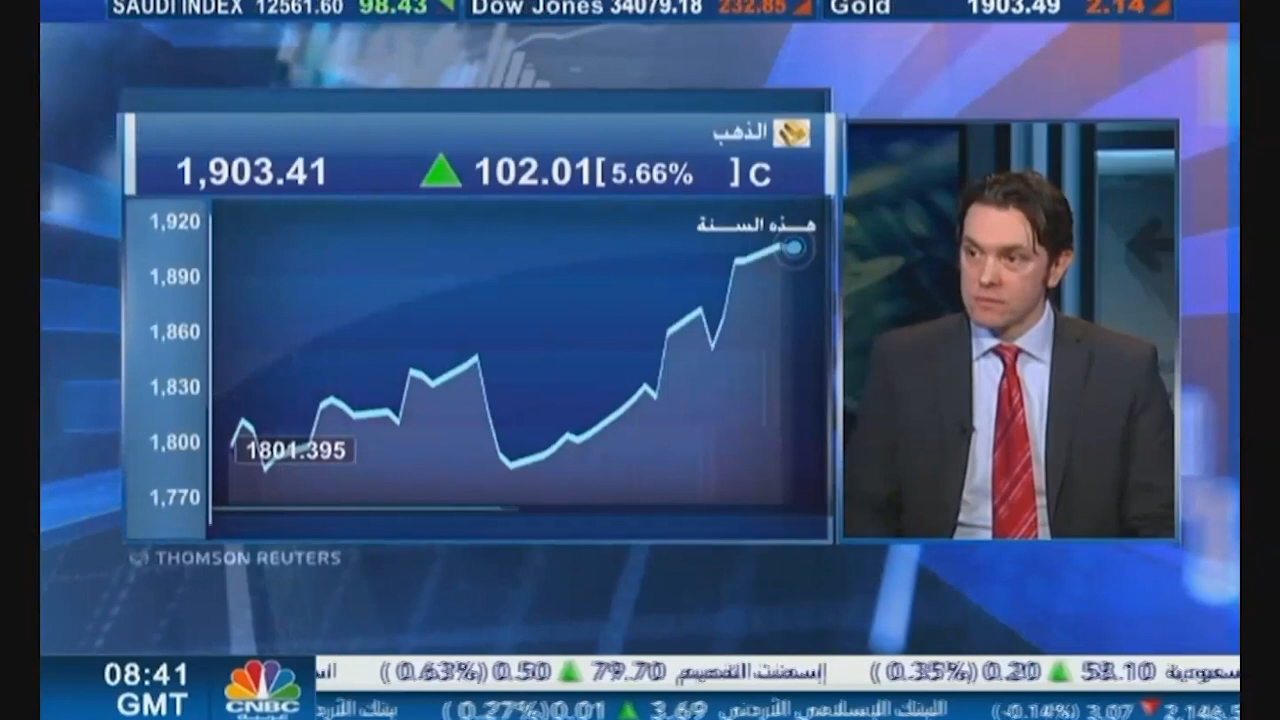 SAUDI INDEX 12561.60 98.43 Dow Jones 34079.18 232.85 Gold 1903.49 2.14
الذهب
1,903.41 102.01[ 5.66% ] C
هذه السنة
1,920
1,890
1,860
1,830
1,800
1801.395
1,770
THOMSON REUTERS
08:41
GMT
CNBC
عربية
(0.63%) 0.50 79.70 إسمنت القصيم (0.35%) 0.20 58.10
(0.27%) 0.01 3.69 البنك الإسلامي الأردني (-0.14%) 3.07